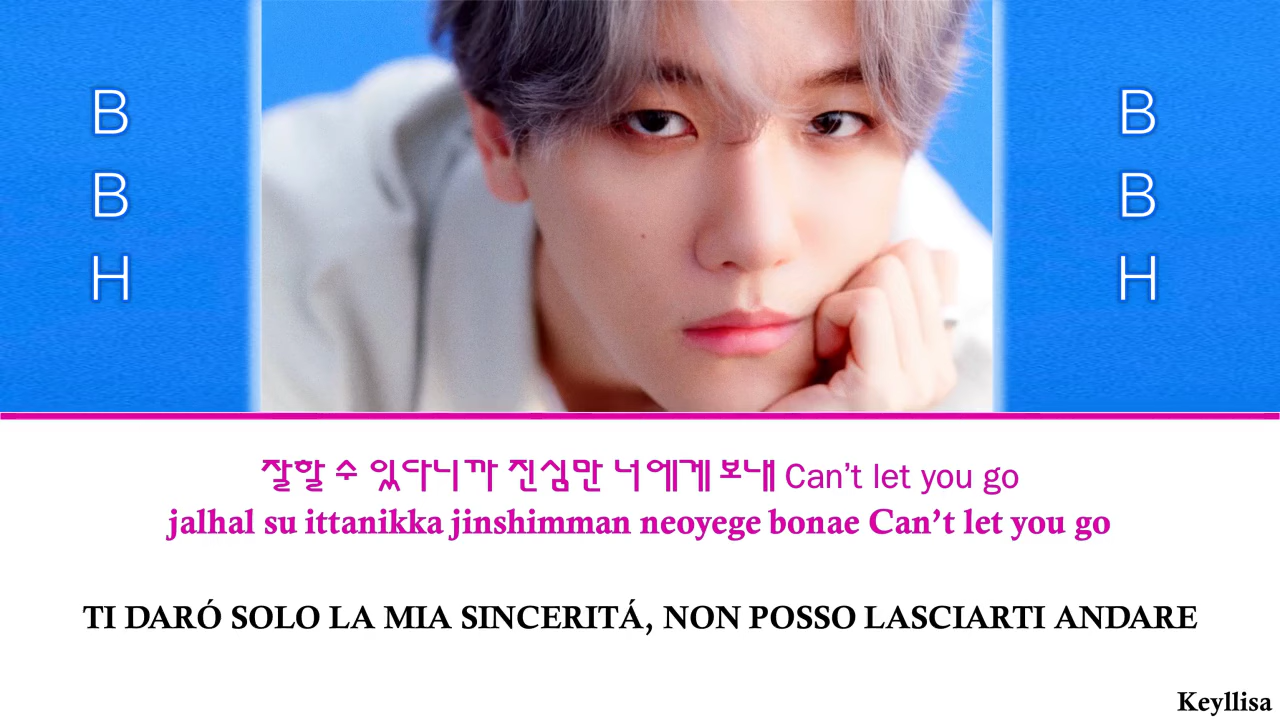 B
B
H
B
B
H
잘할 수 있다니까 진심만 너에게 보내 Can't let you go
jalhal su ittanikka jinshimman neoyege bonae Can't let you go
TI DARÓ SOLO LA MIA SINCERITÁ, NON POSSO LASCIARTI ANDARE
Keyllisa